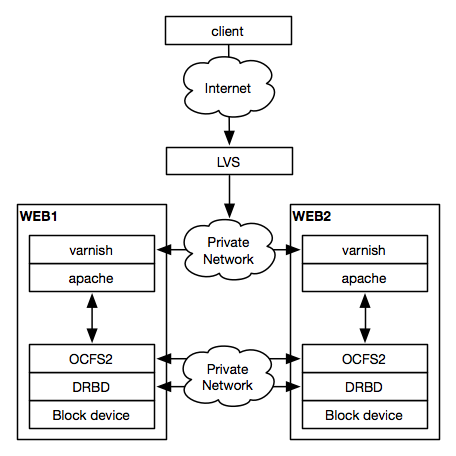 client
Internet
LVS
WEB1
WEB2
Private
Network
varnish
apache
varnish
apache
OCFS2
DRBD
Block device
Private
Network
OCFS2
DRBD
Block device